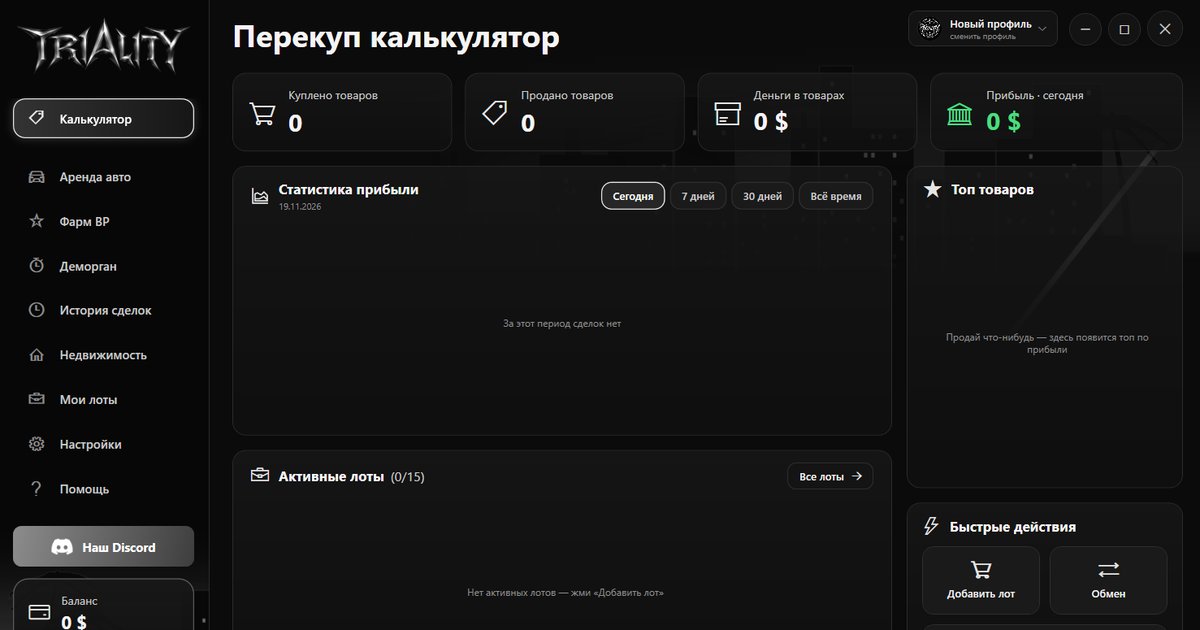 TRIALITY
Калькулятор
Аренда авто
Фарм BP
Деморган
История сделок
Недвижимость
Мои лоты
Настройки
Помощь
Наш Discord
Баланс
0 $
Перекуп калькулятор
Новый профиль
сменить профиль
Куплено товаров
0
Продано товаров
0
Деньги в товарах
0 $
Прибыль · сегодня
0 $
Статистика прибыли
19.11.2026
Сегодня
7 дней
30 дней
Всё время
За этот период сделок нет
Топ товаров
Продай что-нибудь — здесь появится топ по
прибыли
Активные лоты (0/15)
Все лоты →
Нет активных лотов — жми «Добавить лот»
Быстрые действия
Добавить лот
Обмен